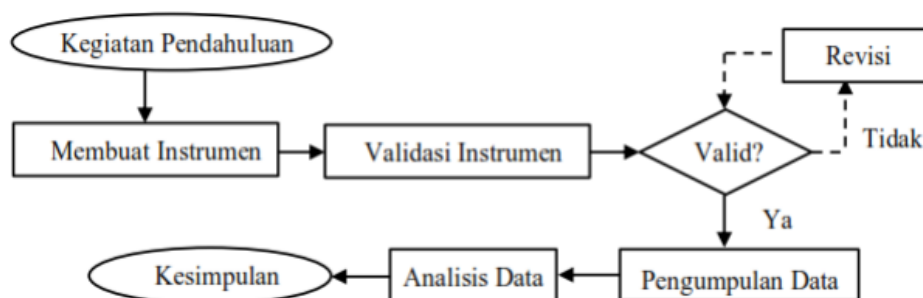 Kegiatan Pendahuluan
Revisi
Membuat Instrumen
Validasi Instrumen
Valid?
Tidak
Ya
Kesimpulan
Analisis Data
Pengumpulan Data